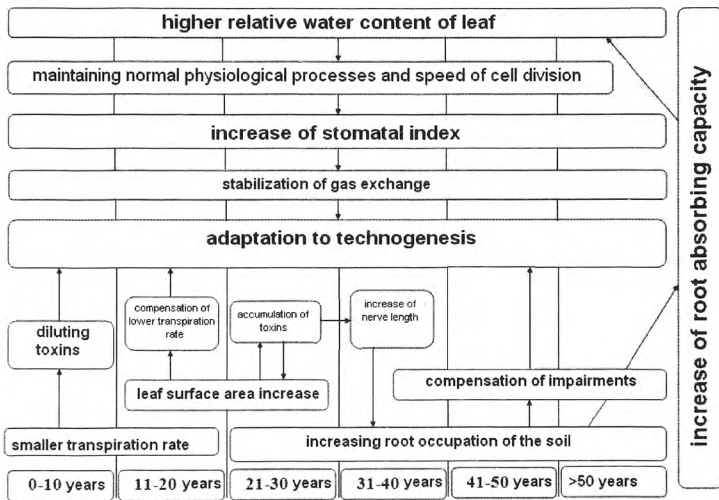 higher relative water content of leaf
maintaining normal physiological processes and speed of cell division
increase of stomatal index
stabilization of gas exchange
adaptation to technogenesis
increase of root absorbing capacity
diluting
toxins
compensation of
lower transpiration
rate
accumulation of
toxins
increase of
nerve length
leaf surface area increase
compensation of impairments
smaller transpiration rate
increasing root occupation of the soil
0-10 years
11-20 years
21-30 years
31-40 years
41-50 years
>50 years